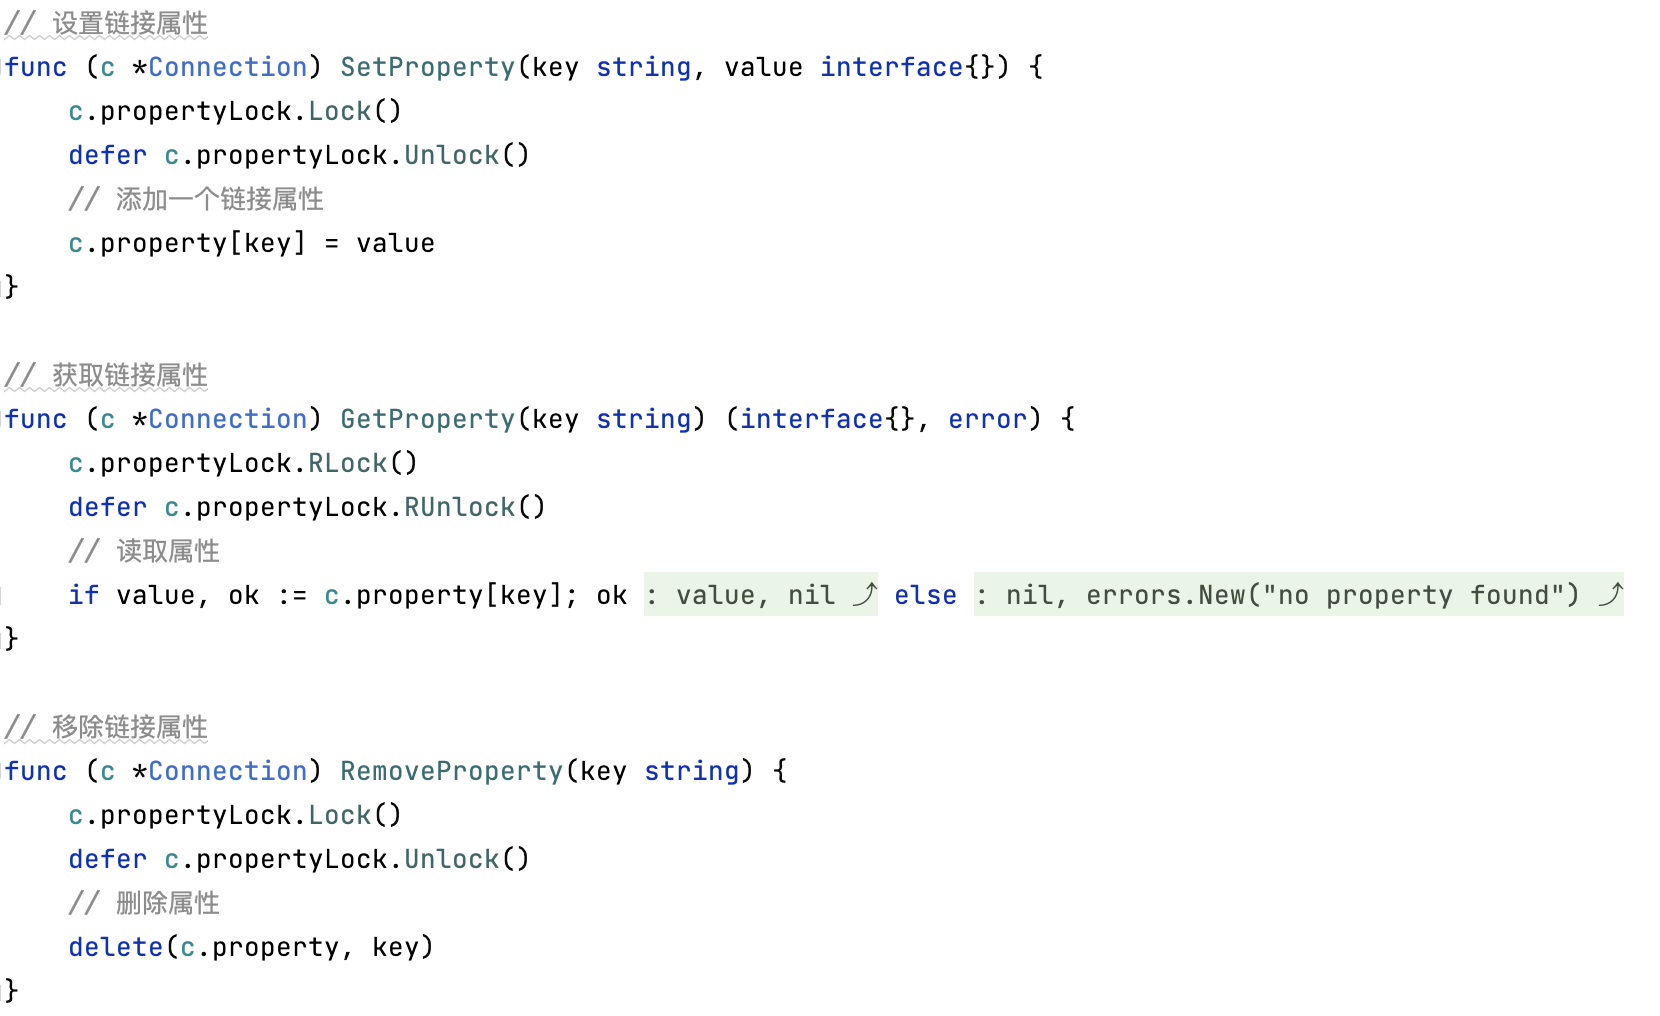 // 设置链接属性
func (c *Connection) SetProperty(key string, value interface{}) {
    c.propertyLock.Lock()
    defer c.propertyLock.Unlock()
    // 添加一个链接属性
    c.property[key] = value
}
// 获取链接属性
func (c *Connection) GetProperty(key string) (interface{}, error) {
    c.propertyLock.RLock()
    defer c.propertyLock.RUnlock()
    // 读取属性
    if value, ok := c.property[key]; ok : value, nil ⤴ else : nil, errors.New("no property found") ⤴
}
// 移除链接属性
func (c *Connection) RemoveProperty(key string) {
    c.propertyLock.Lock()
    defer c.propertyLock.Unlock()
    // 删除属性
    delete(c.property, key)
}